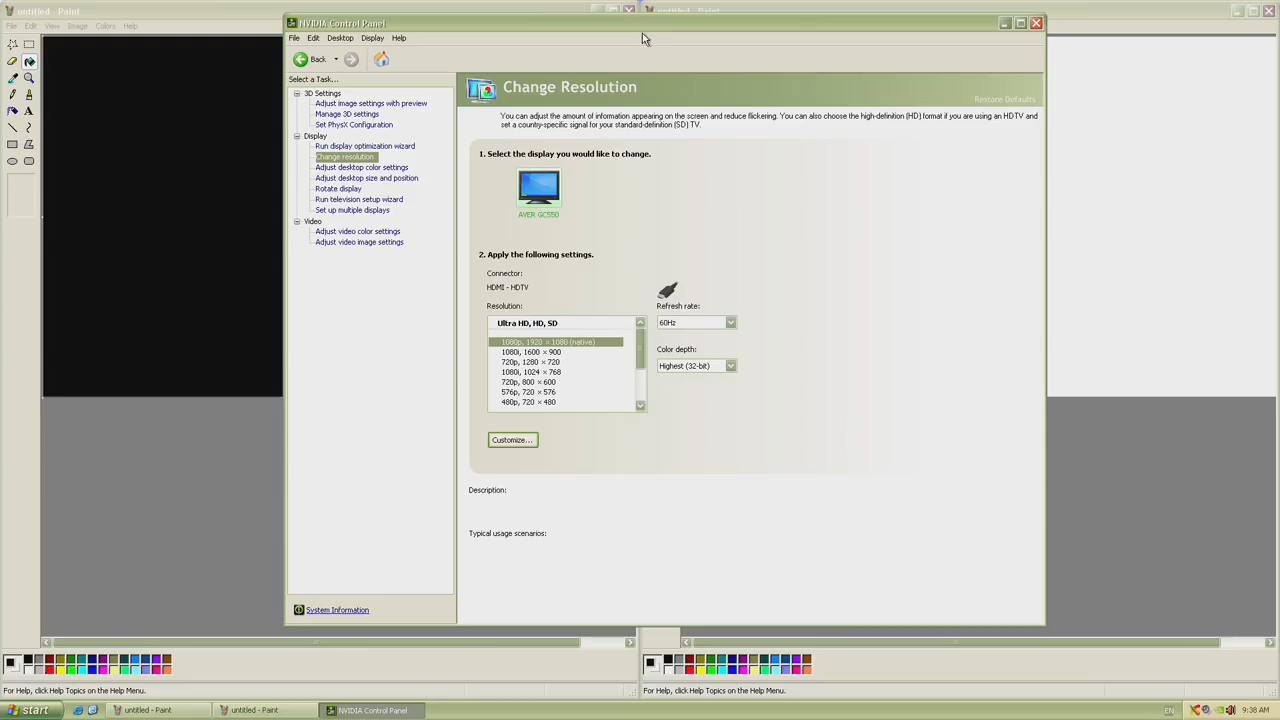 untitled - Paint
File Edit View Image Colors Help
untitled - Paint
NVIDIA Control Panel
File Edit Desktop Display Help
Back
Select a Task...
3D Settings
Adjust image settings with preview
Manage 3D settings
Set PhysX Configuration
Display
Run display optimization wizard
Change resolution
Adjust desktop color settings
Adjust desktop size and position
Rotate display
Run television setup wizard
Set up multiple displays
Video
Adjust video color settings
Adjust video image settings
System Information
Change Resolution
Restore Defaults
You can adjust the amount of information appearing on the screen and reduce flickering. You can also choose the high-definition (HD) format if you are using an HDTV and
set a country-specific signal for your standard-definition (SD) TV.
1. Select the display you would like to change.
AVER GC550
2. Apply the following settings.
Connector:
HDMI - HDTV
Resolution:
Ultra HD, HD, SD
1080p, 1920 × 1080 (native)
1080i, 1600 × 900
720p, 1280 × 720
1080i, 1024 × 768
720p, 800 × 600
576p, 720 × 576
480p, 720 × 480
Refresh rate:
60Hz
Color depth:
Highest (32-bit)
Customize...
Description:
Typical usage scenarios:
For Help, click Help Topics on the Help Menu.
For Help, click Help Topics on the Help Menu.
start
untitled - Paint
untitled - Paint
NVIDIA Control Panel
EN
9:38 AM